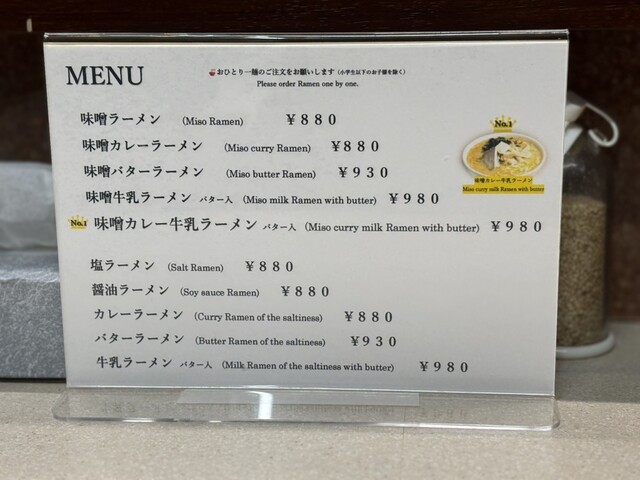 MENU
おひとり一麺のご注文をお願いします(小学生以下のお子様を除く)
Please order Ramen one by one.
味噌ラーメン (Miso Ramen) ￥880
味噌カレーラーメン (Miso curry Ramen) ￥880
味噌バターラーメン (Miso butter Ramen) ￥930
味噌牛乳ラーメン バター入 (Miso milk Ramen with butter) ￥980
No.1 味噌カレー牛乳ラーメン バター入 (Miso curry milk Ramen with butter) ￥980
No.1
味噌カレー牛乳ラーメン
Miso curry milk Ramen with butter
塩ラーメン (Salt Ramen) ￥880
醤油ラーメン (Soy sauce Ramen) ￥880
カレーラーメン (Curry Ramen of the saltiness) ￥880
バターラーメン (Butter Ramen of the saltiness) ￥930
牛乳ラーメン バター入 (Milk Ramen of the saltiness with butter) ￥980